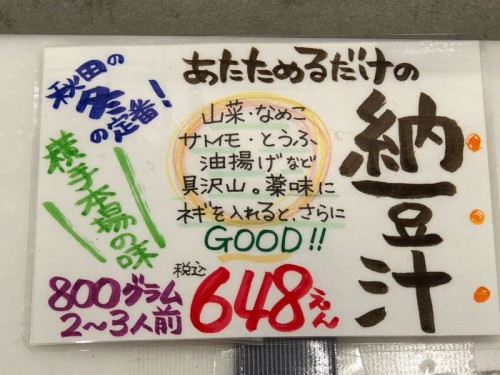 あたためるだけの
納豆汁
秋田の
冬
の定番!
横手本場の味
山菜・なめこ
サトイモ・とうふ、
油揚げなど
具沢山。薬味に
ネギを入れると、さらに
GOOD!!
800グラム
2〜3人前
税込
648えん